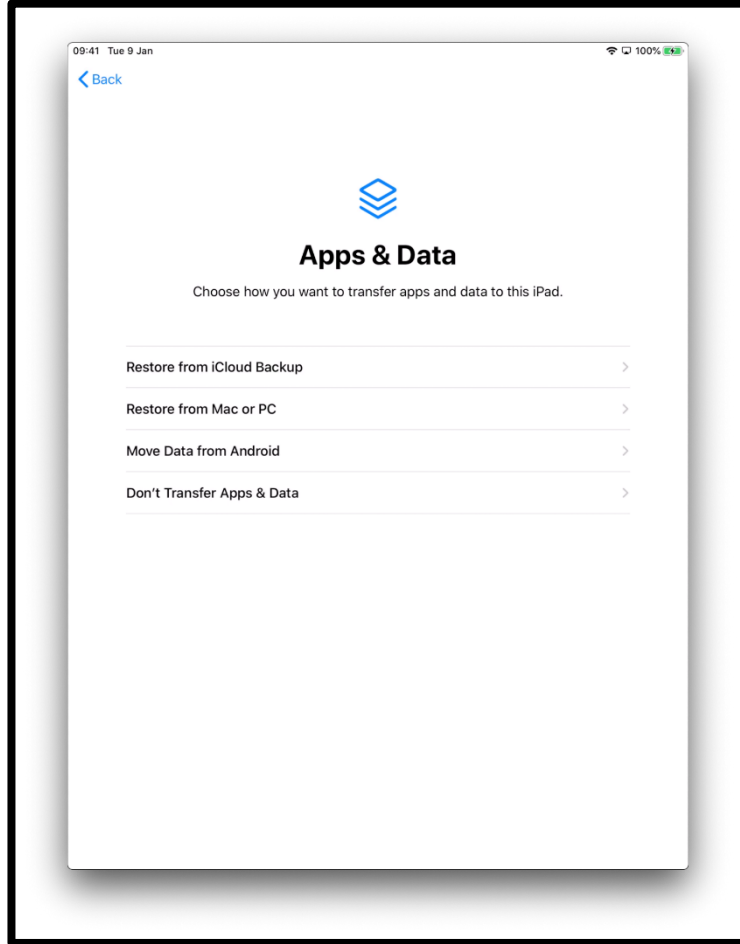 09:41 Tue 9 Jan 100%
Back
Apps & Data
Choose how you want to transfer apps and data to this iPad.
Restore from iCloud Backup
Restore from Mac or PC
Move Data from Android
Don’t Transfer Apps & Data